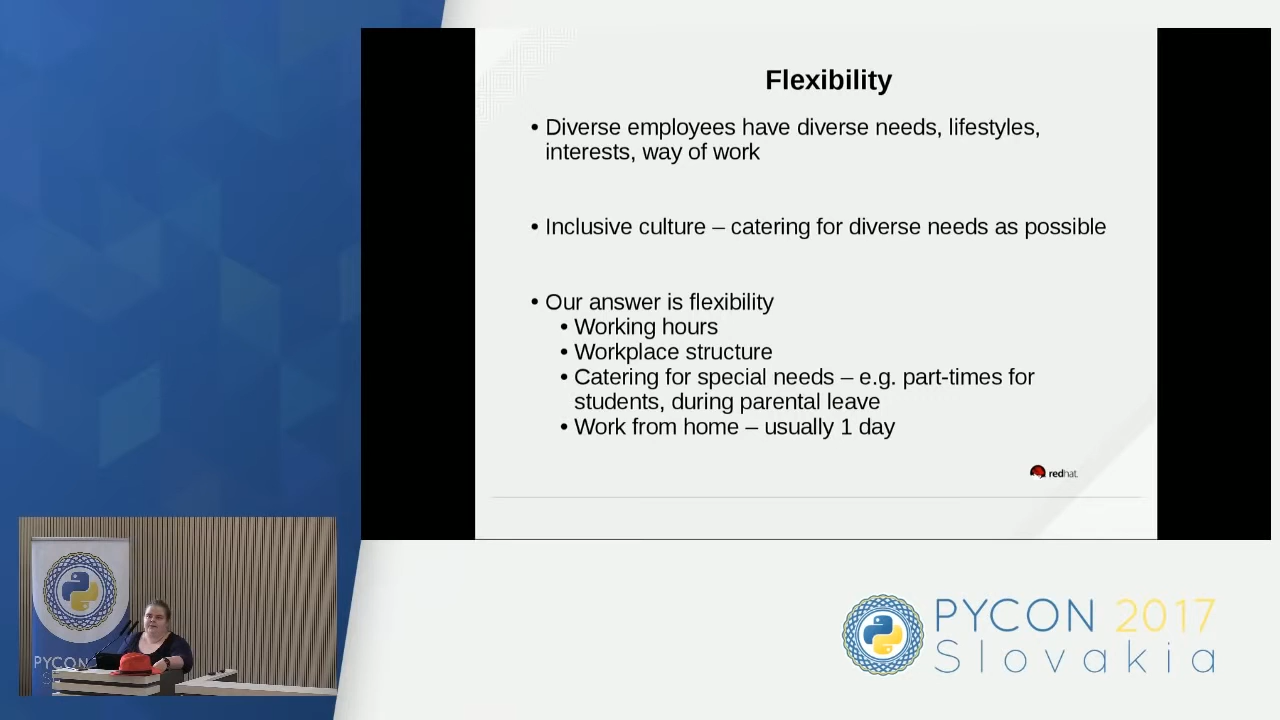 Flexibility
• Diverse employees have diverse needs, lifestyles,
interests, way of work
• Inclusive culture – catering for diverse needs as possible
• Our answer is flexibility
• Working hours
• Workplace structure
• Catering for special needs – e.g. part-times for
students, during parental leave
• Work from home – usually 1 day
redhat.
PYCON
PYCON 2017
Slovakia